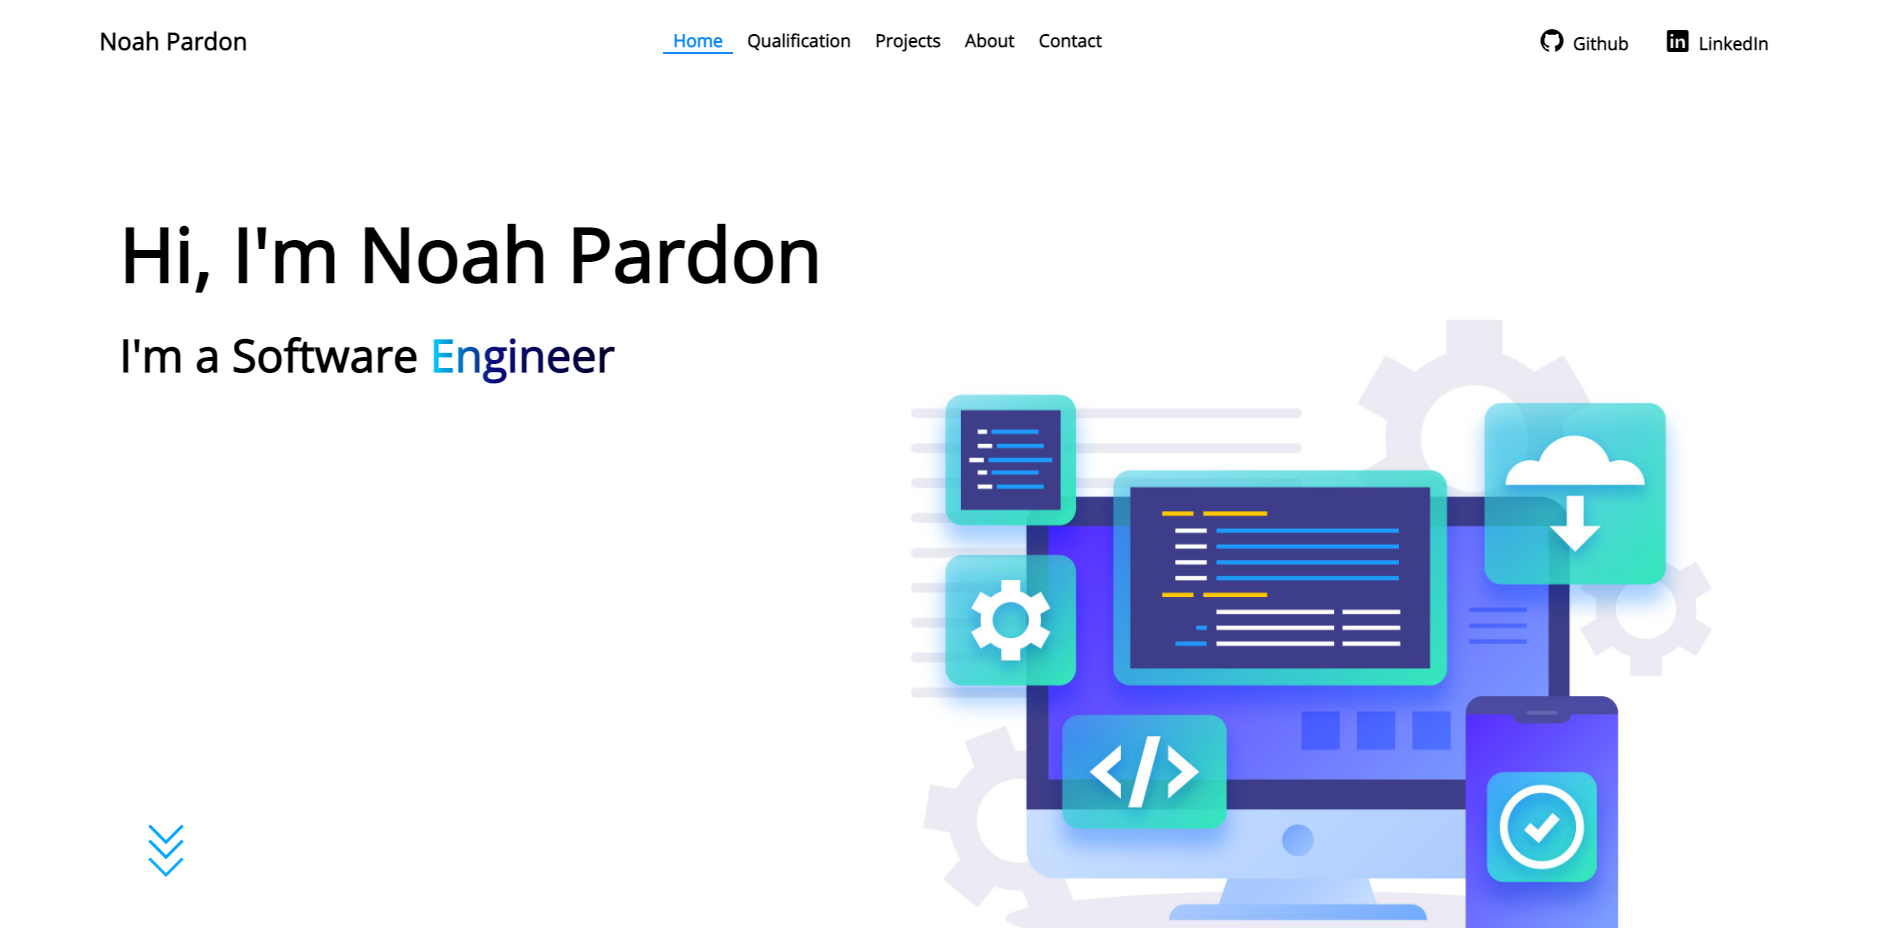 Noah Pardon
Home Qualification Projects About Contact
Github LinkedIn
Hi, I'm Noah Pardon
I'm a Software Engineer